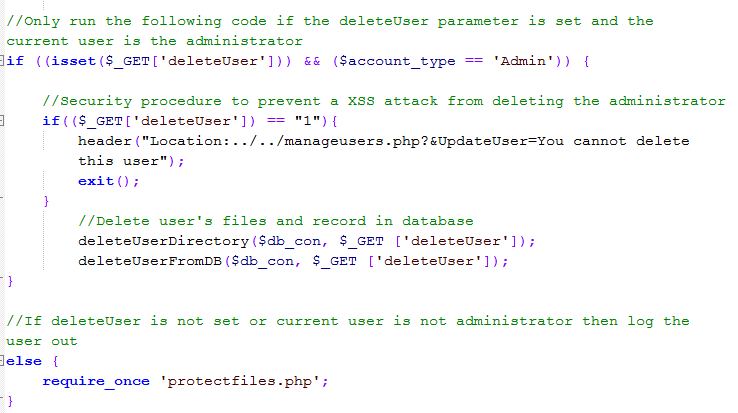 //Only run the following code if the deleteUser parameter is set and the
current user is the administrator
if ((isset($_GET['deleteUser'])) && ($account_type == 'Admin')) {
//Security procedure to prevent a XSS attack from deleting the administrator
if(($_GET['deleteUser']) == "1"){
header("Location:../../manageusers.php?&UpdateUser=You cannot delete
this user");
exit();
}
//Delete user's files and record in database
deleteUserDirectory($db_con, $_GET ['deleteUser']);
deleteUserFromDB($db_con, $_GET ['deleteUser']);
}
//If deleteUser is not set or current user is not administrator then log the
user out
else {
require_once 'protectfiles.php';
}